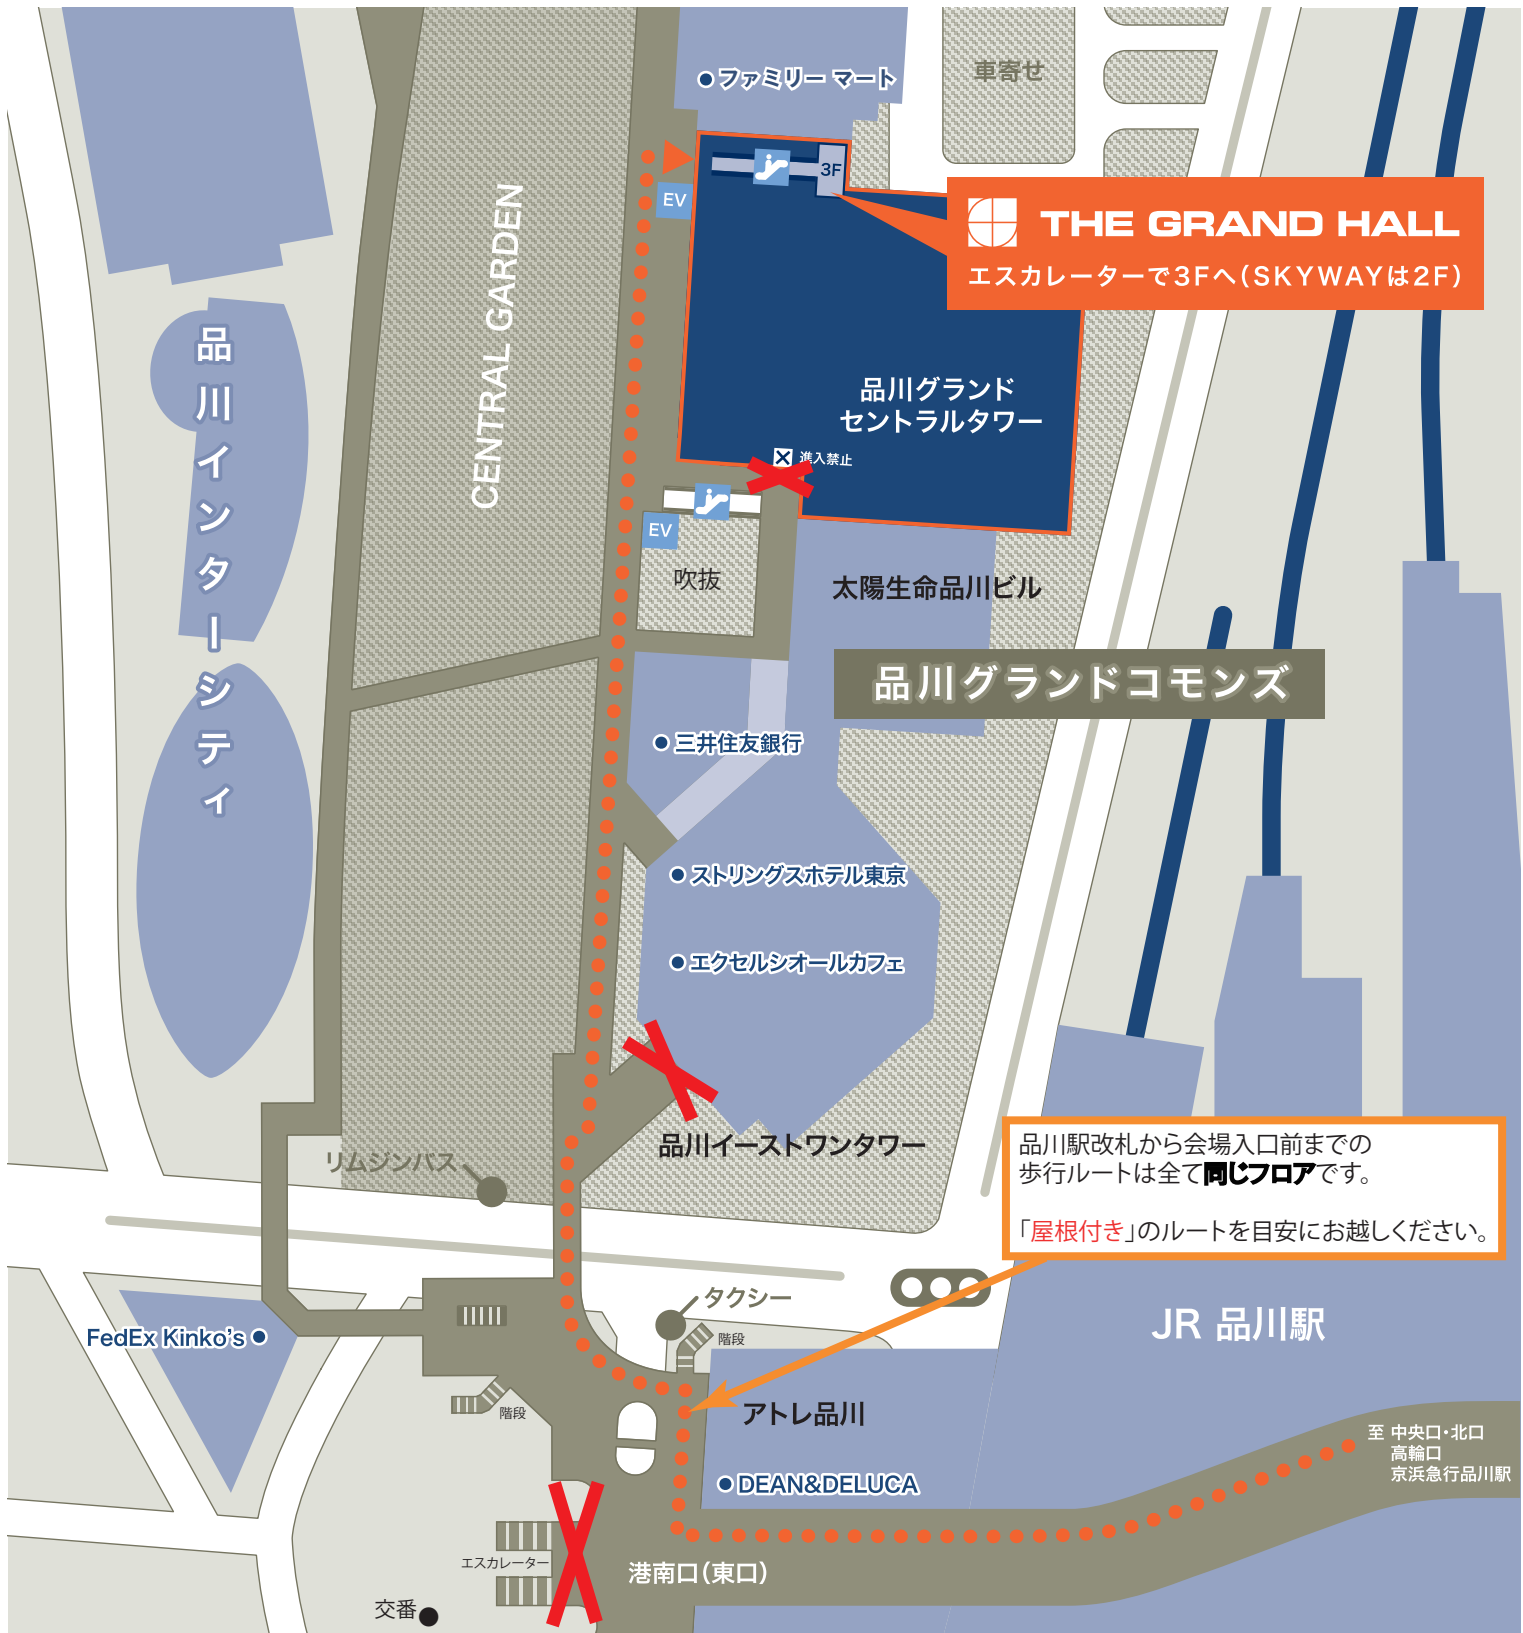 ファミリー マート
車寄せ
3F
EV
THE GRAND HALL
エスカレーターで3Fへ(SKYWAYは2F)
CENTRAL GARDEN
品川インターシティ
品川グランド
セントラルタワー
進入禁止
EV
吹抜
太陽生命品川ビル
品川グランドコモンズ
三井住友銀行
ストリングスホテル東京
エクセルシオールカフェ
品川イーストワンタワー
リムジンバス
品川駅改札から会場入口前までの
歩行ルートは全て同じフロアです。
「屋根付き」のルートを目安にお越しください。
タクシー
階段
JR 品川駅
FedEx Kinko's
階段
アトレ品川
至 中央口・北口
高輪口
京浜急行品川駅
DEAN&DELUCA
エスカレーター
港南口(東口)
交番